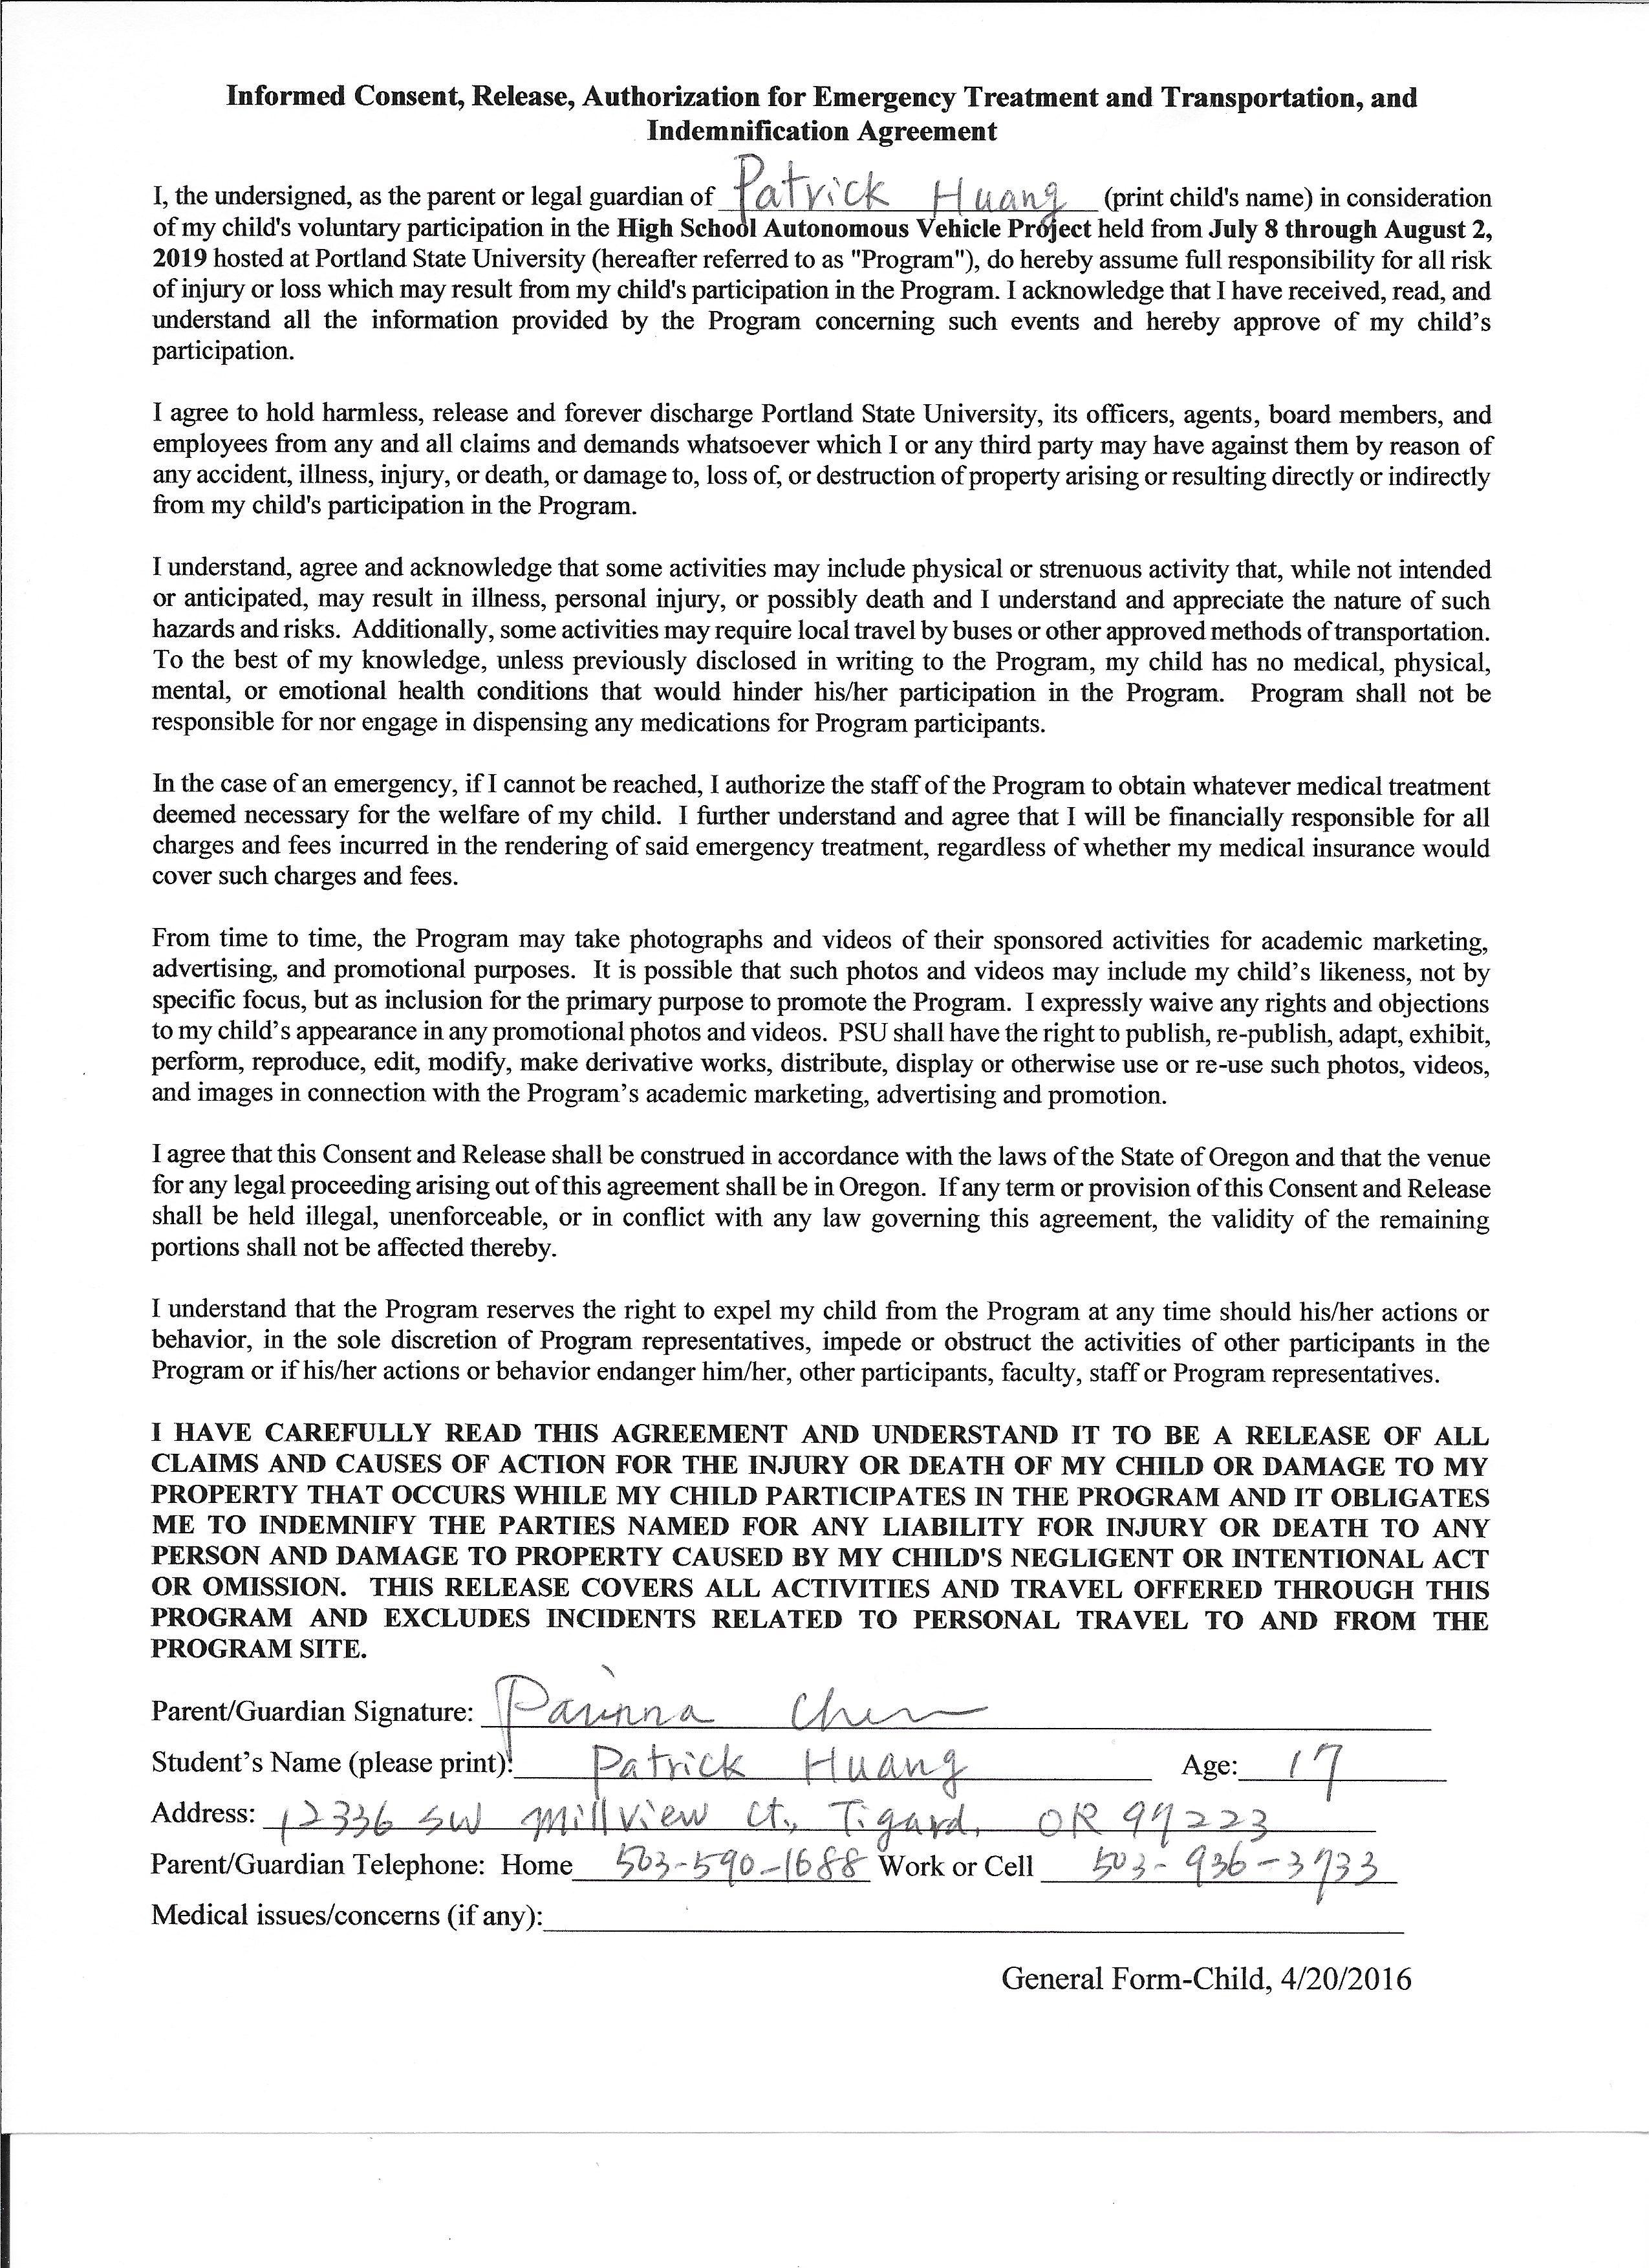 Informed Consent, Release, Authorization for Emergency Treatment and Transportation, and
Indemnification Agreement
I, the undersigned, as the parent or legal guardian of Patrick Huang (print child's name) in consideration
of my child's voluntary participation in the High School Autonomous Vehicle Project held from July 8 through August 2,
2019 hosted at Portland State University (hereafter referred to as "Program"), do hereby assume full responsibility for all risk
of injury or loss which may result from my child's participation in the Program. I acknowledge that I have received, read, and
understand all the information provided by the Program concerning such events and hereby approve of my child’s
participation.
I agree to hold harmless, release and forever discharge Portland State University, its officers, agents, board members, and
employees from any and all claims and demands whatsoever which I or any third party may have against them by reason of
any accident, illness, injury, or death, or damage to, loss of, or destruction of property arising or resulting directly or indirectly
from my child's participation in the Program.
I understand, agree and acknowledge that some activities may include physical or strenuous activity that, while not intended
or anticipated, may result in illness, personal injury, or possibly death and I understand and appreciate the nature of such
hazards and risks. Additionally, some activities may require local travel by buses or other approved methods of transportation.
To the best of my knowledge, unless previously disclosed in writing to the Program, my child has no medical, physical,
mental, or emotional health conditions that would hinder his/her participation in the Program. Program shall not be
responsible for nor engage in dispensing any medications for Program participants.
In the case of an emergency, if I cannot be reached, I authorize the staff of the Program to obtain whatever medical treatment
deemed necessary for the welfare of my child. I further understand and agree that I will be financially responsible for all
charges and fees incurred in the rendering of said emergency treatment, regardless of whether my medical insurance would
cover such charges and fees.
From time to time, the Program may take photographs and videos of their sponsored activities for academic marketing,
advertising, and promotional purposes. It is possible that such photos and videos may include my child’s likeness, not by
specific focus, but as inclusion for the primary purpose to promote the Program. I expressly waive any rights and objections
to my child’s appearance in any promotional photos and videos. PSU shall have the right to publish, re-publish, adapt, exhibit,
perform, reproduce, edit, modify, make derivative works, distribute, display or otherwise use or re-use such photos, videos,
and images in connection with the Program’s academic marketing, advertising and promotion.
I agree that this Consent and Release shall be construed in accordance with the laws of the State of Oregon and that the venue
for any legal proceeding arising out of this agreement shall be in Oregon. If any term or provision of this Consent and Release
shall be held illegal, unenforceable, or in conflict with any law governing this agreement, the validity of the remaining
portions shall not be affected thereby.
I understand that the Program reserves the right to expel my child from the Program at any time should his/her actions or
behavior, in the sole discretion of Program representatives, impede or obstruct the activities of other participants in the
Program or if his/her actions or behavior endanger him/her, other participants, faculty, staff or Program representatives.
I HAVE CAREFULLY READ THIS AGREEMENT AND UNDERSTAND IT TO BE A RELEASE OF ALL
CLAIMS AND CAUSES OF ACTION FOR THE INJURY OR DEATH OF MY CHILD OR DAMAGE TO MY
PROPERTY THAT OCCURS WHILE MY CHILD PARTICIPATES IN THE PROGRAM AND IT OBLIGATES
ME TO INDEMNIFY THE PARTIES NAMED FOR ANY LIABILITY FOR INJURY OR DEATH TO ANY
PERSON AND DAMAGE TO PROPERTY CAUSED BY MY CHILD'S NEGLIGENT OR INTENTIONAL ACT
OR OMISSION. THIS RELEASE COVERS ALL ACTIVITIES AND TRAVEL OFFERED THROUGH THIS
PROGRAM AND EXCLUDES INCIDENTS RELATED TO PERSONAL TRAVEL TO AND FROM THE
PROGRAM SITE.
Parent/Guardian Signature: Chen
Student’s Name (please print): Patrick Huang Age: 17
Address: 12336 SW Millview Ct., Tigard, OR 97223
Parent/Guardian Telephone: Home 503-590-1688 Work or Cell 503-936-3733
Medical issues/concerns (if any):
General Form-Child, 4/20/2016